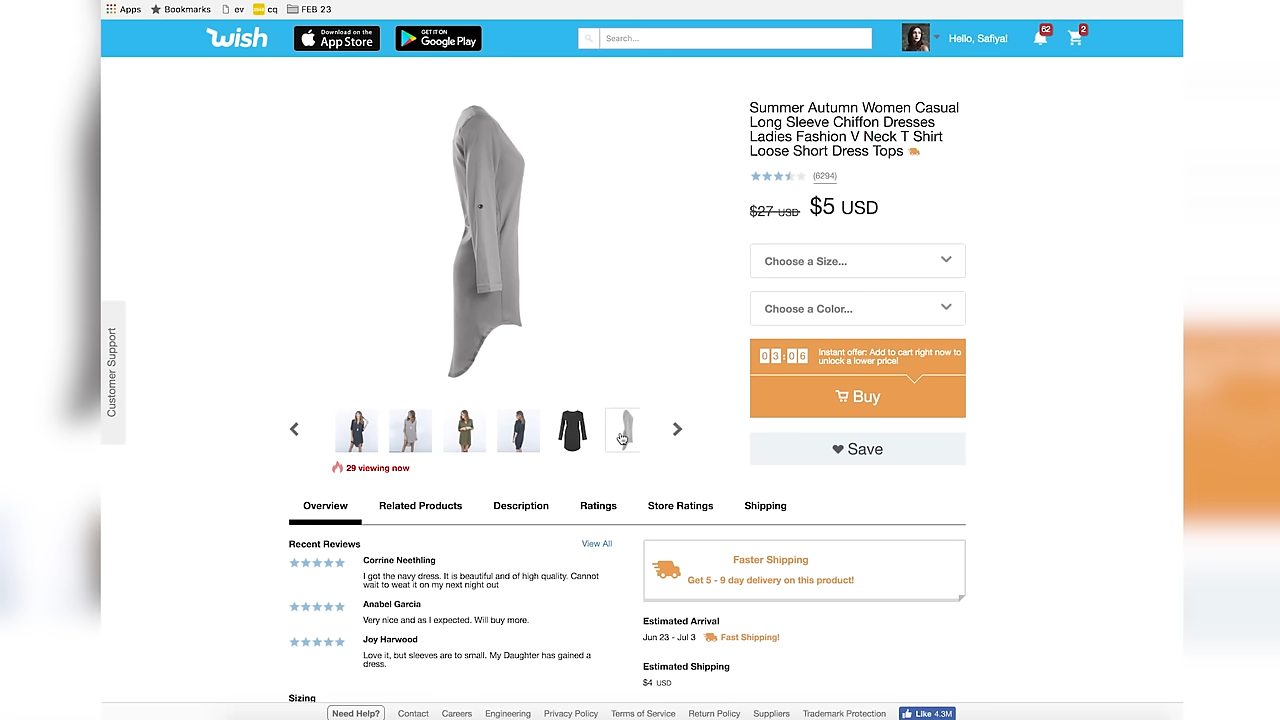 Apps Bookmarks ev cq FEB 23
wish Download on the App Store GET IT ON Google Play Search... Hello, Safiya! 62 2
Summer Autumn Women Casual
Long Sleeve Chiffon Dresses
Ladies Fashion V Neck T Shirt
Loose Short Dress Tops
(6294)
$27 USD $5 USD
Choose a Size...
Choose a Color...
03:06 Instant offer: Add to cart right now to
unlock a lower price!
Buy
Save
Customer Support
29 viewing now
Overview Related Products Description Ratings Store Ratings Shipping
Recent Reviews View All
Corrine Neethling
I got the navy dress. It is beautiful and of high quality. Cannot
wait to weat it on my next night out
Anabel Garcia
Very nice and as I expected. Will buy more.
Joy Harwood
Love it, but sleeves are to small. My Daughter has gained a
dress.
Sizing
Faster Shipping
Get 5 - 9 day delivery on this product!
Estimated Arrival
Jun 23 - Jul 3 Fast Shipping!
Estimated Shipping
$4 USD
Need Help? Contact Careers Engineering Privacy Policy Terms of Service Return Policy Suppliers Trademark Protection Like 4.3M